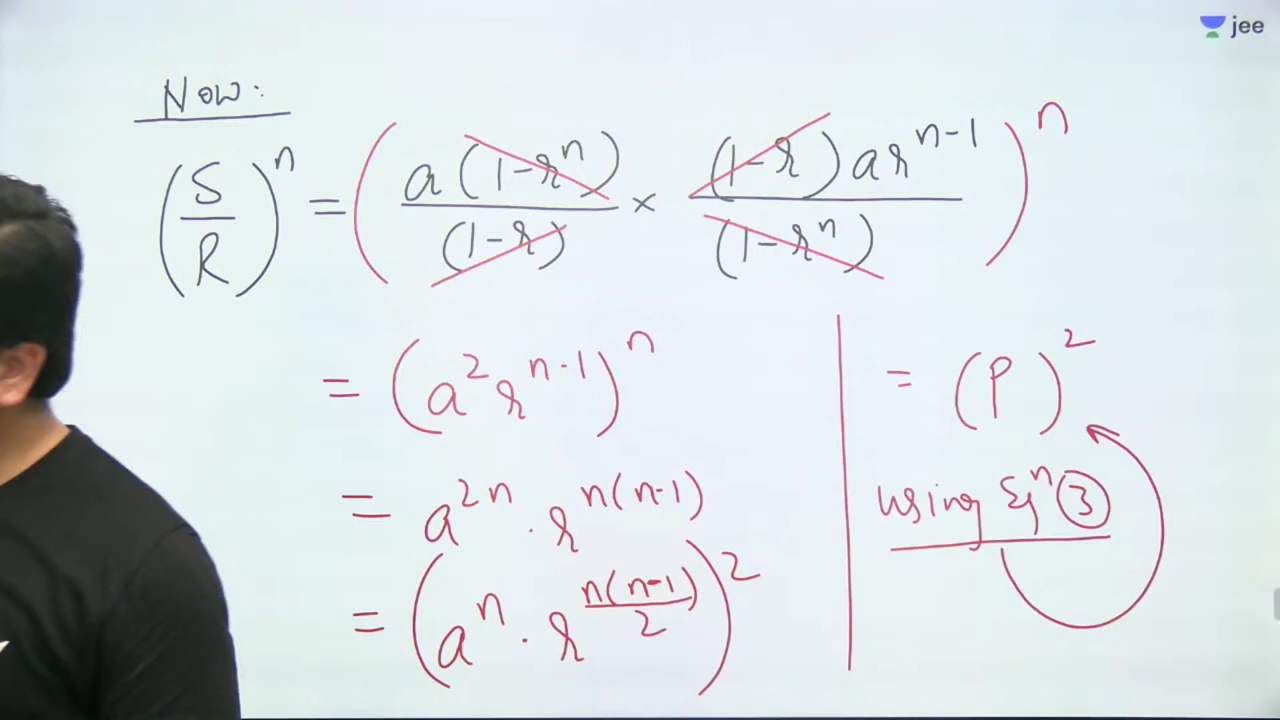 jee
Now:
(S/R)^n = (a(1-r^n)/(1-r) × (1-r)ar^(n-1)/(1-r^n))^n
= (a^2 r^(n-1))^n
= a^(2n) · r^(n(n-1))
= (a^n · r^(n(n-1)/2))^2
= (P)^2
using Eq^n ③